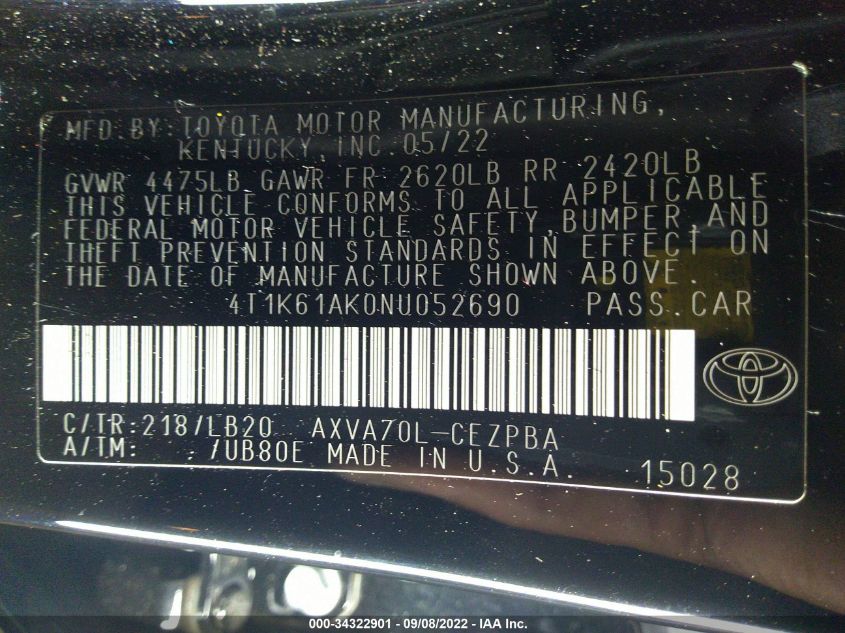 MFD.BY:TOYOTA MOTOR MANUFACTURING,
KENTUCKY, INC.05/22
GVWR 4475LB GAWR FR 2620LB RR 2420LB
THIS VEHICLE CONFORMS TO ALL APPLICABLE
FEDERAL MOTOR VEHICLE SAFETY,BUMPER,AND
THEFT PREVENTION STANDARDS IN EFFECT ON
THE DATE OF MANUFACTURE SHOWN ABOVE.
4T1K61AK0NU052690 PASS.CAR
C/TR:218/LB20 AXVA70L-CEZPBA
A/TM: /UB80E MADE IN U.S.A. 15028
000-34322901 - 09/08/2022 - IAA Inc.